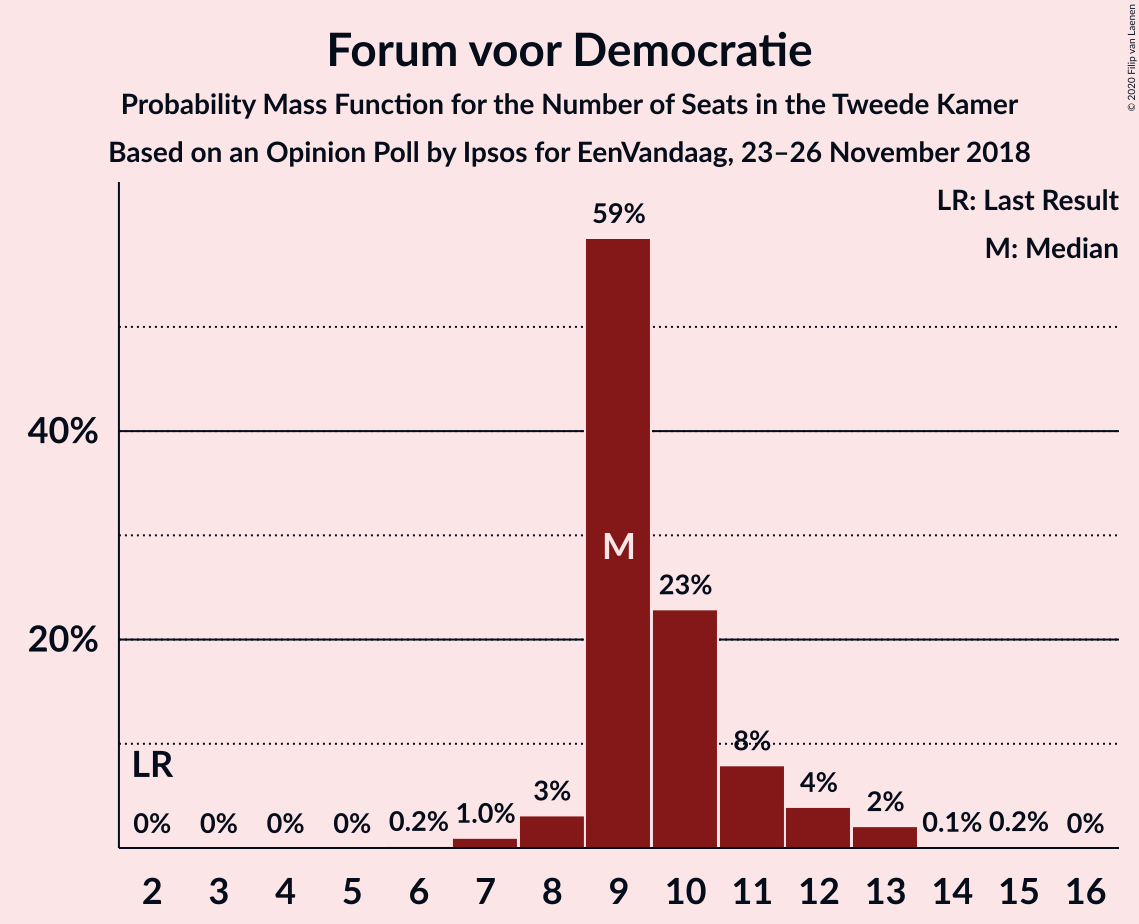 Forum voor Democratie
Probability Mass Function for the Number of Seats in the Tweede Kamer
Based on an Opinion Poll by Ipsos for EenVandaag, 23–26 November 2018
© 2020 Filip van Laenen
LR: Last Result
M: Median
59%
40%
M
23%
20%
8%
LR
0% 0% 0% 0% 0.2% 1.0% 3% 4% 2% 0.1% 0.2% 0%
2 3 4 5 6 7 8 9 10 11 12 13 14 15 16